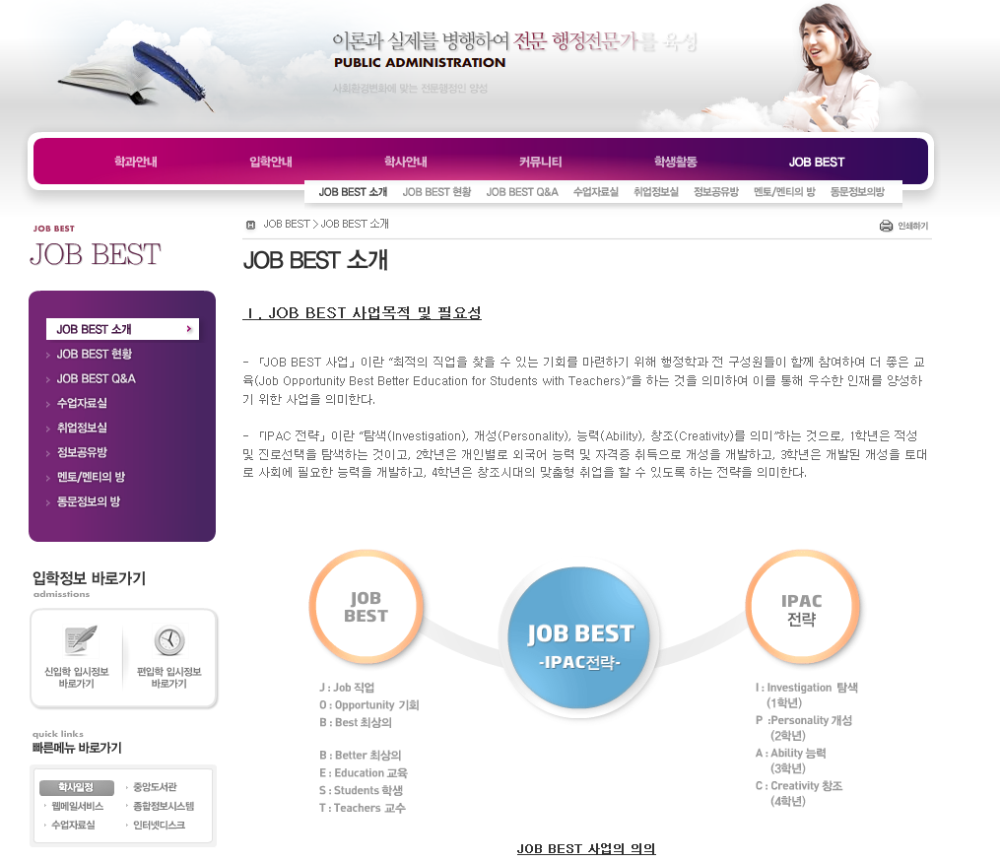 이론과 실제를 병행하여 전문 행정전문가를 육성
PUBLIC ADMINISTRATION
사회환경변화에 맞는 전문행정인 양성
학과안내 입학안내 학사안내 커뮤니티 학생활동 JOB BEST
JOB BEST 소개 JOB BEST 현황 JOB BEST Q&A 수업자료실 취업정보실 정보공유방 멘토/멘티의 방 동문정보의방
JOB BEST
JOB BEST
JOB BEST > JOB BEST 소개
인쇄하기
JOB BEST 소개
JOB BEST 소개
JOB BEST 현황
JOB BEST Q&A
수업자료실
취업정보실
정보공유방
멘토/멘티의 방
동문정보의 방
Ⅰ. JOB BEST 사업목적 및 필요성
- 「JOB BEST 사업」이란 “최적의 직업을 찾을 수 있는 기회를 마련하기 위해 행정학과 전 구성원들이 함께 참여하여 더 좋은 교
육(Job Opportunity Best Better Education for Students with Teachers)”을 하는 것을 의미하여 이를 통해 우수한 인재를 양성하
기 위한 사업을 의미한다.
- 「IPAC 전략」이란 “탐색(Investigation), 개성(Personality), 능력(Ability), 창조(Creativity)를 의미”하는 것으로, 1학년은 적성
및 진로선택을 탐색하는 것이고, 2학년은 개인별로 외국어 능력 및 자격증 취득으로 개성을 개발하고, 3학년은 개발된 개성을 토대
로 사회에 필요한 능력을 개발하고, 4학년은 창조시대의 맞춤형 취업을 할 수 있도록 하는 전략을 의미한다.
JOB
BEST
JOB BEST
-IPAC전략-
IPAC
전략
J : Job 직업
O : Opportunity 기회
B : Best 최상의
B : Better 최상의
E : Education 교육
S : Students 학생
T : Teachers 교수
I : Investigation 탐색
(1학년)
P :Personality 개성
(2학년)
A : Ability 능력
(3학년)
C : Creativity 창조
(4학년)
JOB BEST 사업의 의의
입학정보 바로가기
admisstions
신입학 입시정보
바로가기
편입학 입시정보
바로가기
quick links
빠른메뉴 바로가기
학사일정 중앙도서관
웹메일서비스 종합정보시스템
수업자료실 인터넷디스크